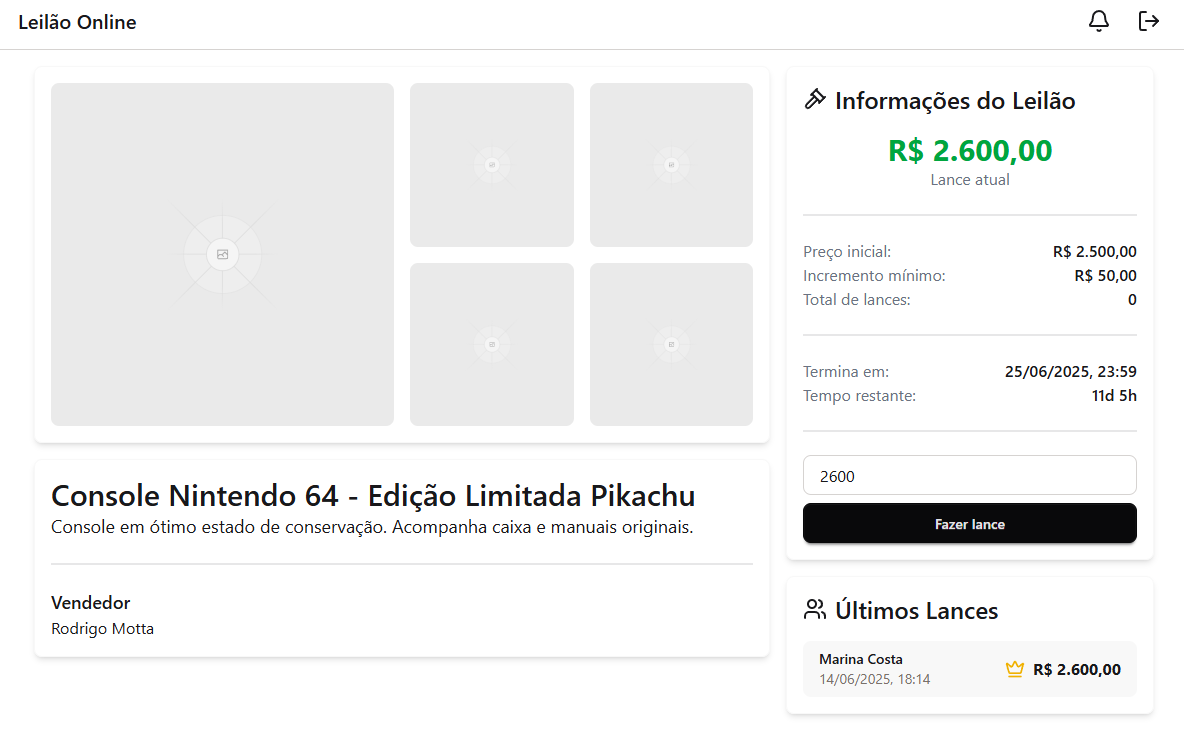 Leilão Online
Console Nintendo 64 - Edição Limitada Pikachu
Console em ótimo estado de conservação. Acompanha caixa e manuais originais.
Vendedor
Rodrigo Motta
Informações do Leilão
R$ 2.600,00
Lance atual
Preço inicial: R$ 2.500,00
Incremento mínimo: R$ 50,00
Total de lances: 0
Termina em: 25/06/2025, 23:59
Tempo restante: 11d 5h
2600
Fazer lance
Últimos Lances
Marina Costa
14/06/2025, 18:14
R$ 2.600,00